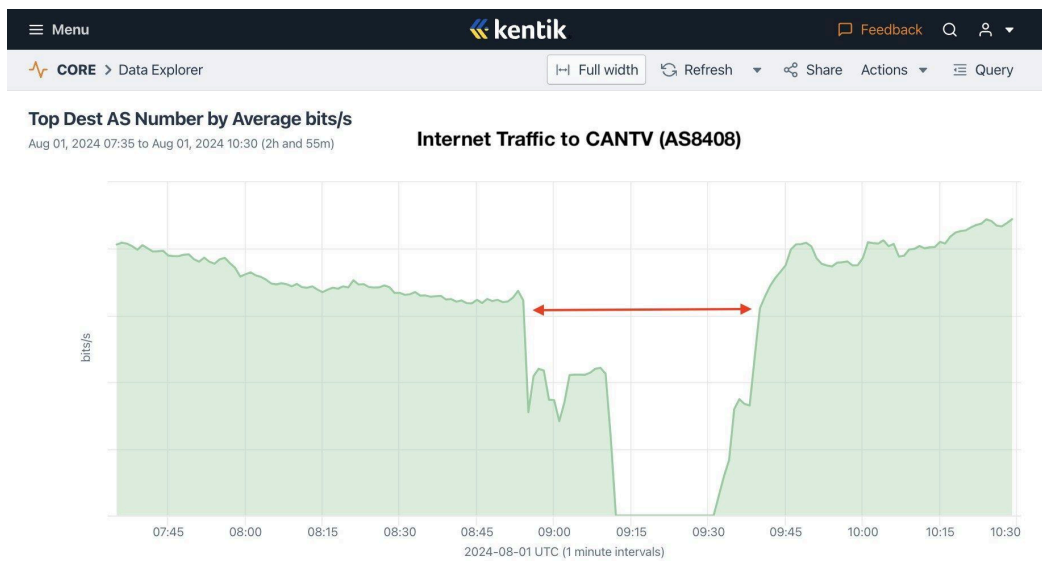 Menu
kentik
Feedback
CORE > Data Explorer
Full width
Refresh
Share
Actions
Query
Top Dest AS Number by Average bits/s
Aug 01, 2024 07:35 to Aug 01, 2024 10:30 (2h and 55m)
Internet Traffic to CANTV (AS8408)
bits/s
07:45 08:00 08:15 08:30 08:45 09:00 09:15 09:30 09:45 10:00 10:15 10:30
2024-08-01 UTC (1 minute intervals)